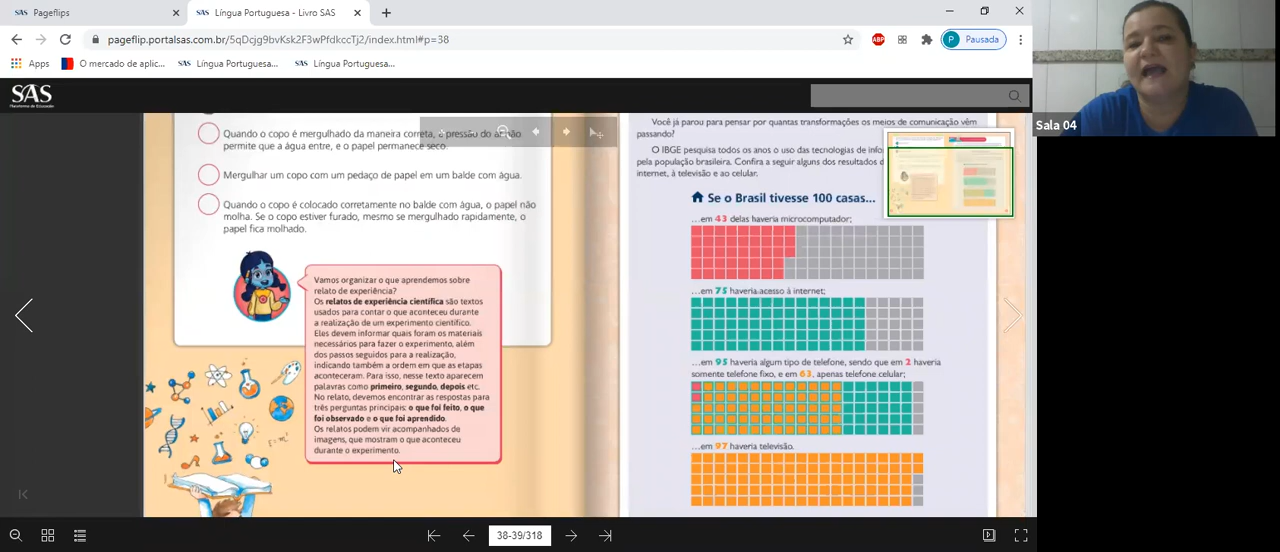 SAS Pageflips
SAS Língua Portuguesa - Livro SAS
pageflip.portalsas.com.br/5qDcjg9bvKsk2F3wPfdkccTj2/index.html#p=38
ABP
P Pausada
Apps
O mercado de aplic...
SAS Língua Portuguesa...
SAS Língua Portuguesa...
SAS
Plataforma de Educação
Sala 04
Quando o copo é mergulhado da maneira correta, a pressão do ar não
permite que a água entre, e o papel permanece seco.
Mergulhar um copo com um pedaço de papel em um balde com água.
Quando o copo é colocado corretamente no balde com água, o papel não
molha. Se o copo estiver furado, mesmo se mergulhado rapidamente, o
papel fica molhado.
Vamos organizar o que aprendemos sobre
relato de experiência?
Os relatos de experiência científica são textos
usados para contar o que aconteceu durante
a realização de um experimento científico.
Eles devem informar quais foram os materiais
necessários para fazer o experimento, além
dos passos seguidos para a realização,
indicando também a ordem em que as etapas
aconteceram. Para isso, nesse texto aparecem
palavras como primeiro, segundo, depois etc.
No relato, devemos encontrar as respostas para
três perguntas principais: o que foi feito, o que
foi observado e o que foi aprendido.
Os relatos podem vir acompanhados de
imagens, que mostram o que aconteceu
durante o experimento.
Você já parou para pensar por quantas transformações os meios de comunicação vêm
passando?
O IBGE pesquisa todos os anos o uso das tecnologias de
pela população brasileira. Confira a seguir alguns dos resultados
internet, à televisão e ao celular.
Se o Brasil tivesse 100 casas...
...em 43 delas haveria microcomputador;
...em 75 haveria acesso à internet;
...em 95 haveria algum tipo de telefone, sendo que em 2 haveria
somente telefone fixo, e em 63, apenas telefone celular;
...em 97 haveria televisão.
38-39/318